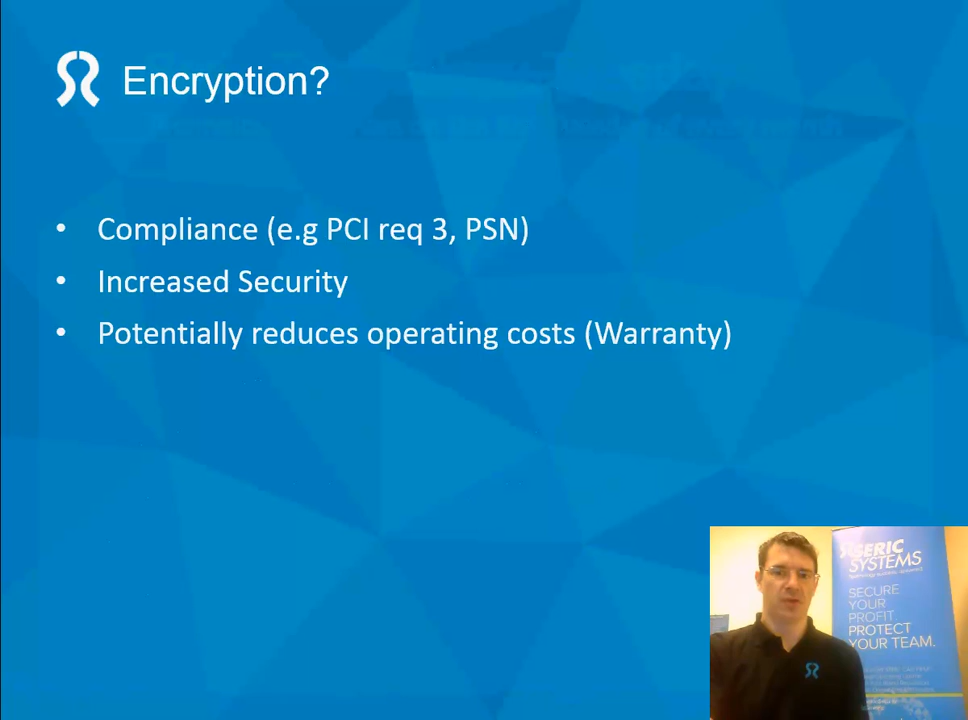 Encryption?
• Compliance (e.g PCI req 3, PSN)
• Increased Security
• Potentially reduces operating costs (Warranty)
SERIC
SYSTEMS
SECURE
YOUR
PROFIT
PROTECT
YOUR TEAM.